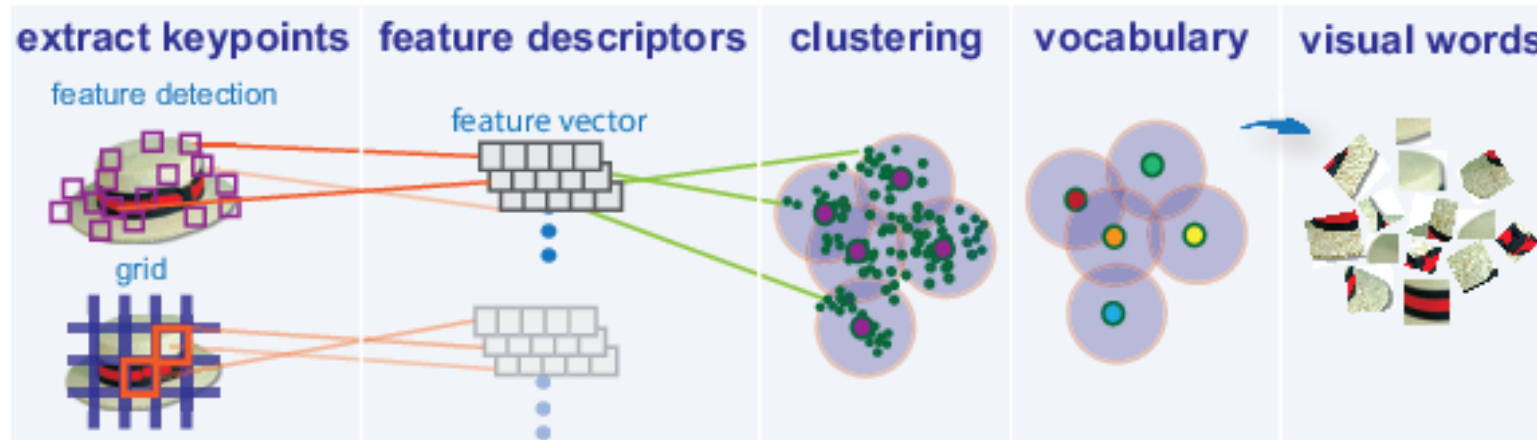 extract keypoints
feature descriptors
clustering
vocabulary
visual words
feature detection
feature vector
grid